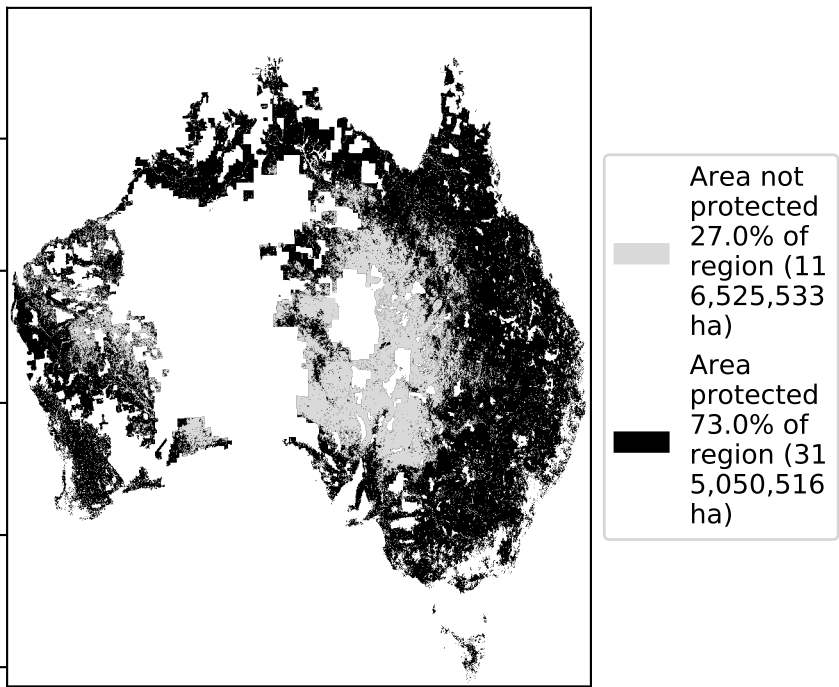 Area not
protected
27.0% of
region (11
6,525,533
ha)
Area
protected
73.0% of
region (31
5,050,516
ha)